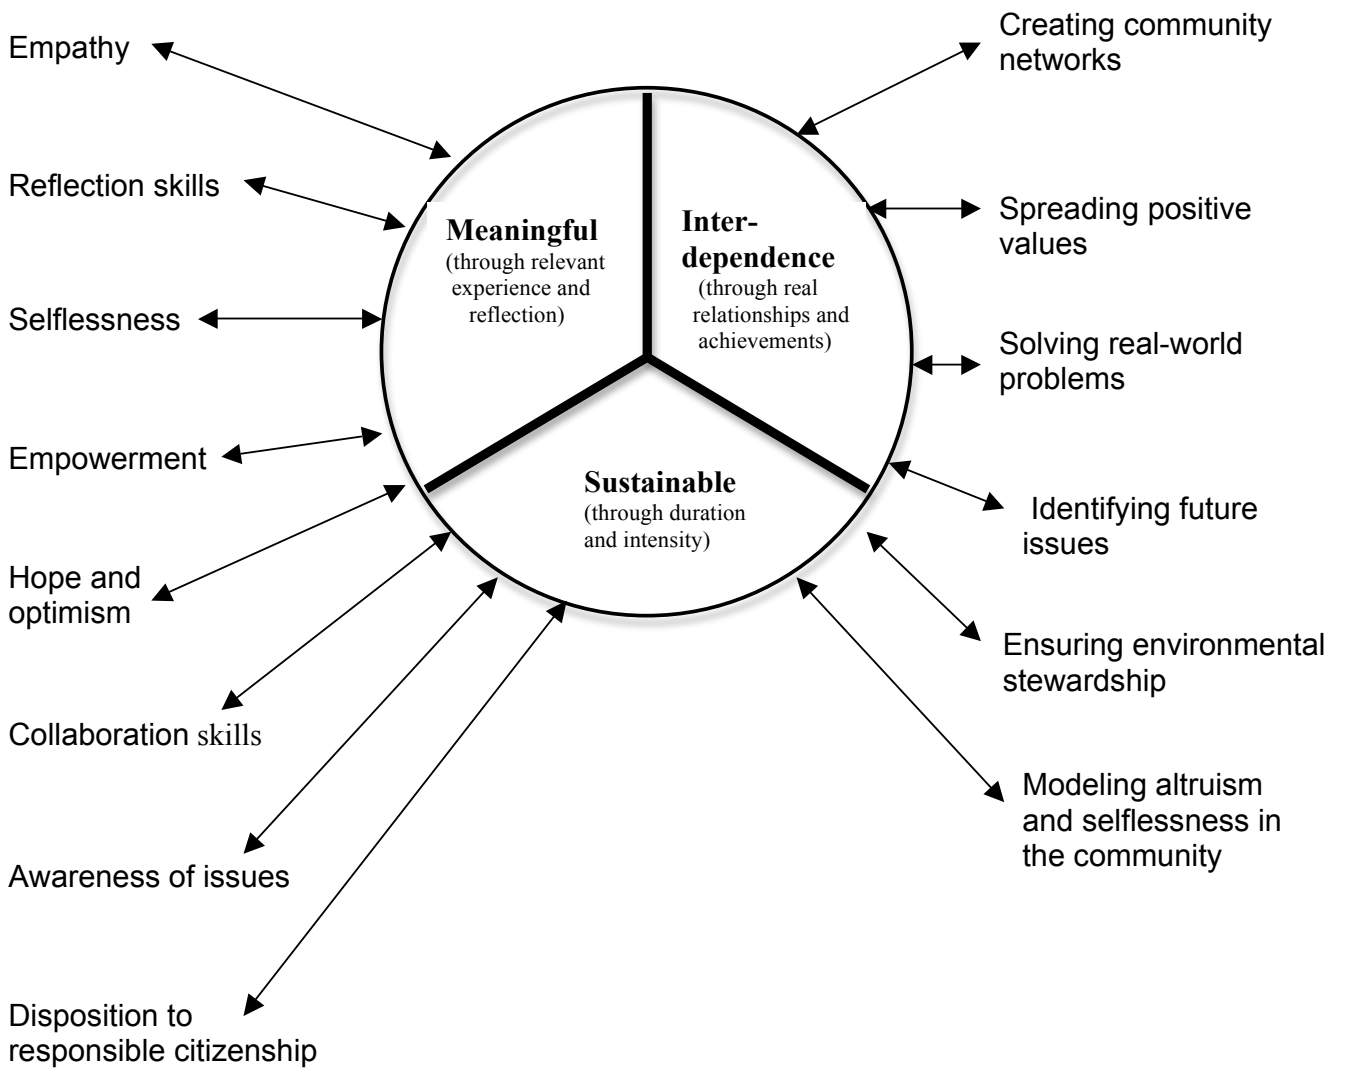 Empathy
Reflection skills
Selflessness
Empowerment
Hope and
optimism
Collaboration skills
Awareness of issues
Disposition to
responsible citizenship
Meaningful
(through relevant
experience and
reflection)
Inter-
dependence
(through real
relationships and
achievements)
Sustainable
(through duration
and intensity)
Creating community
networks
Spreading positive
values
Solving real-world
problems
Identifying future
issues
Ensuring environmental
stewardship
Modeling altruism
and selflessness in
the community